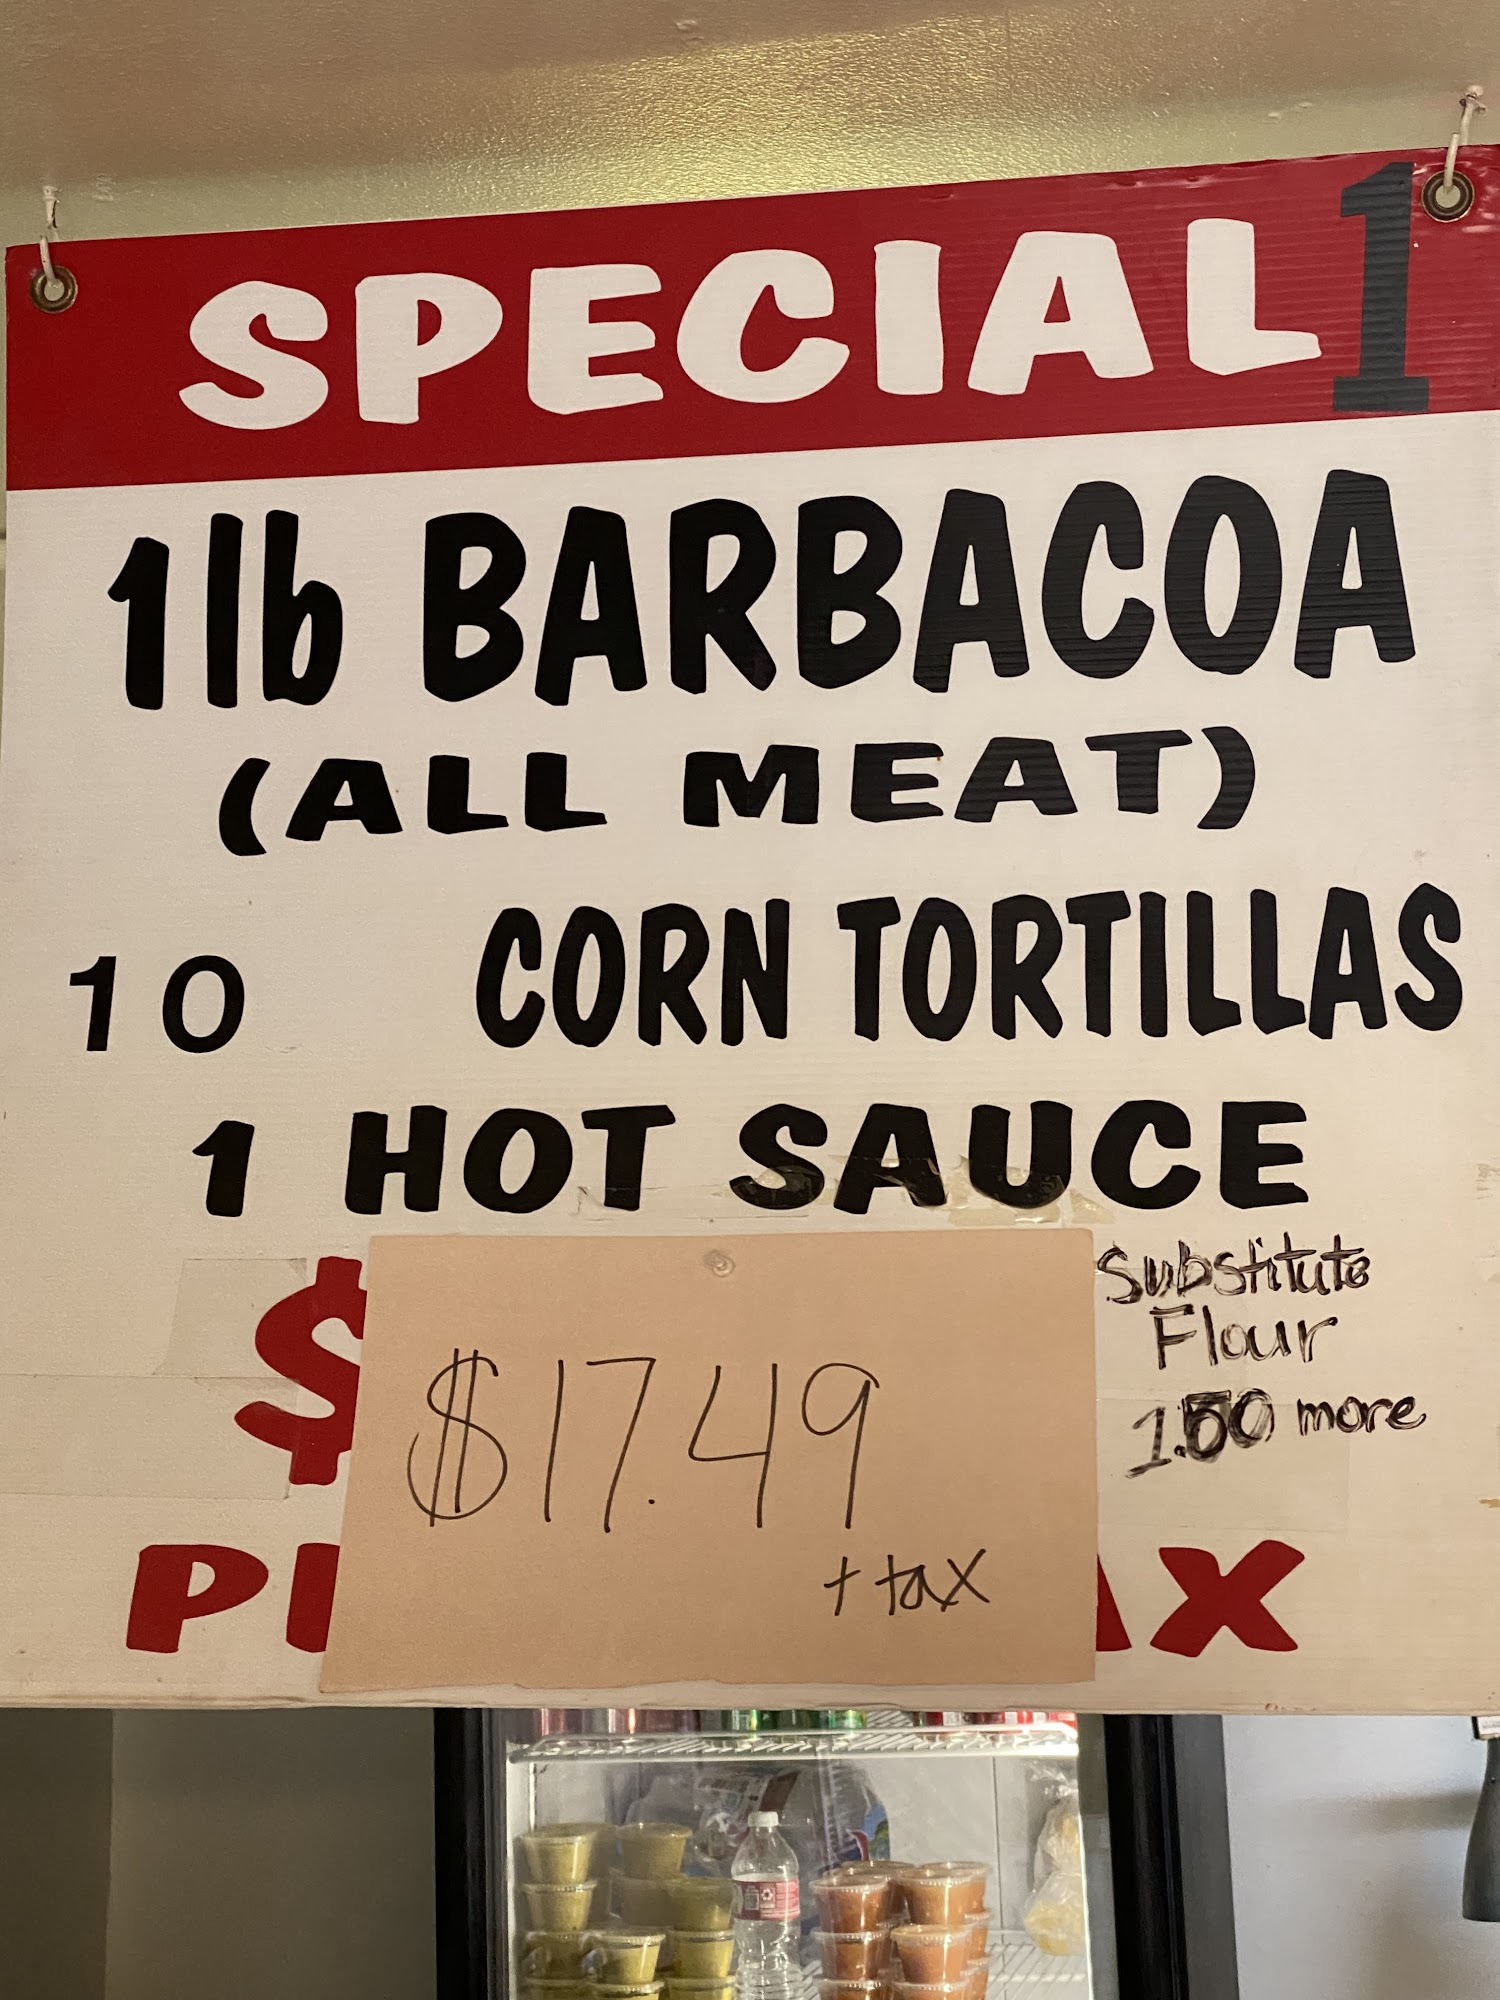 SPECIAL 1
1lb BARBACOA
(ALL MEAT)
10 CORN TORTILLAS
1 HOT SAUCE
Substitute
Flour
1.50 more
$
$17.49
+ tax